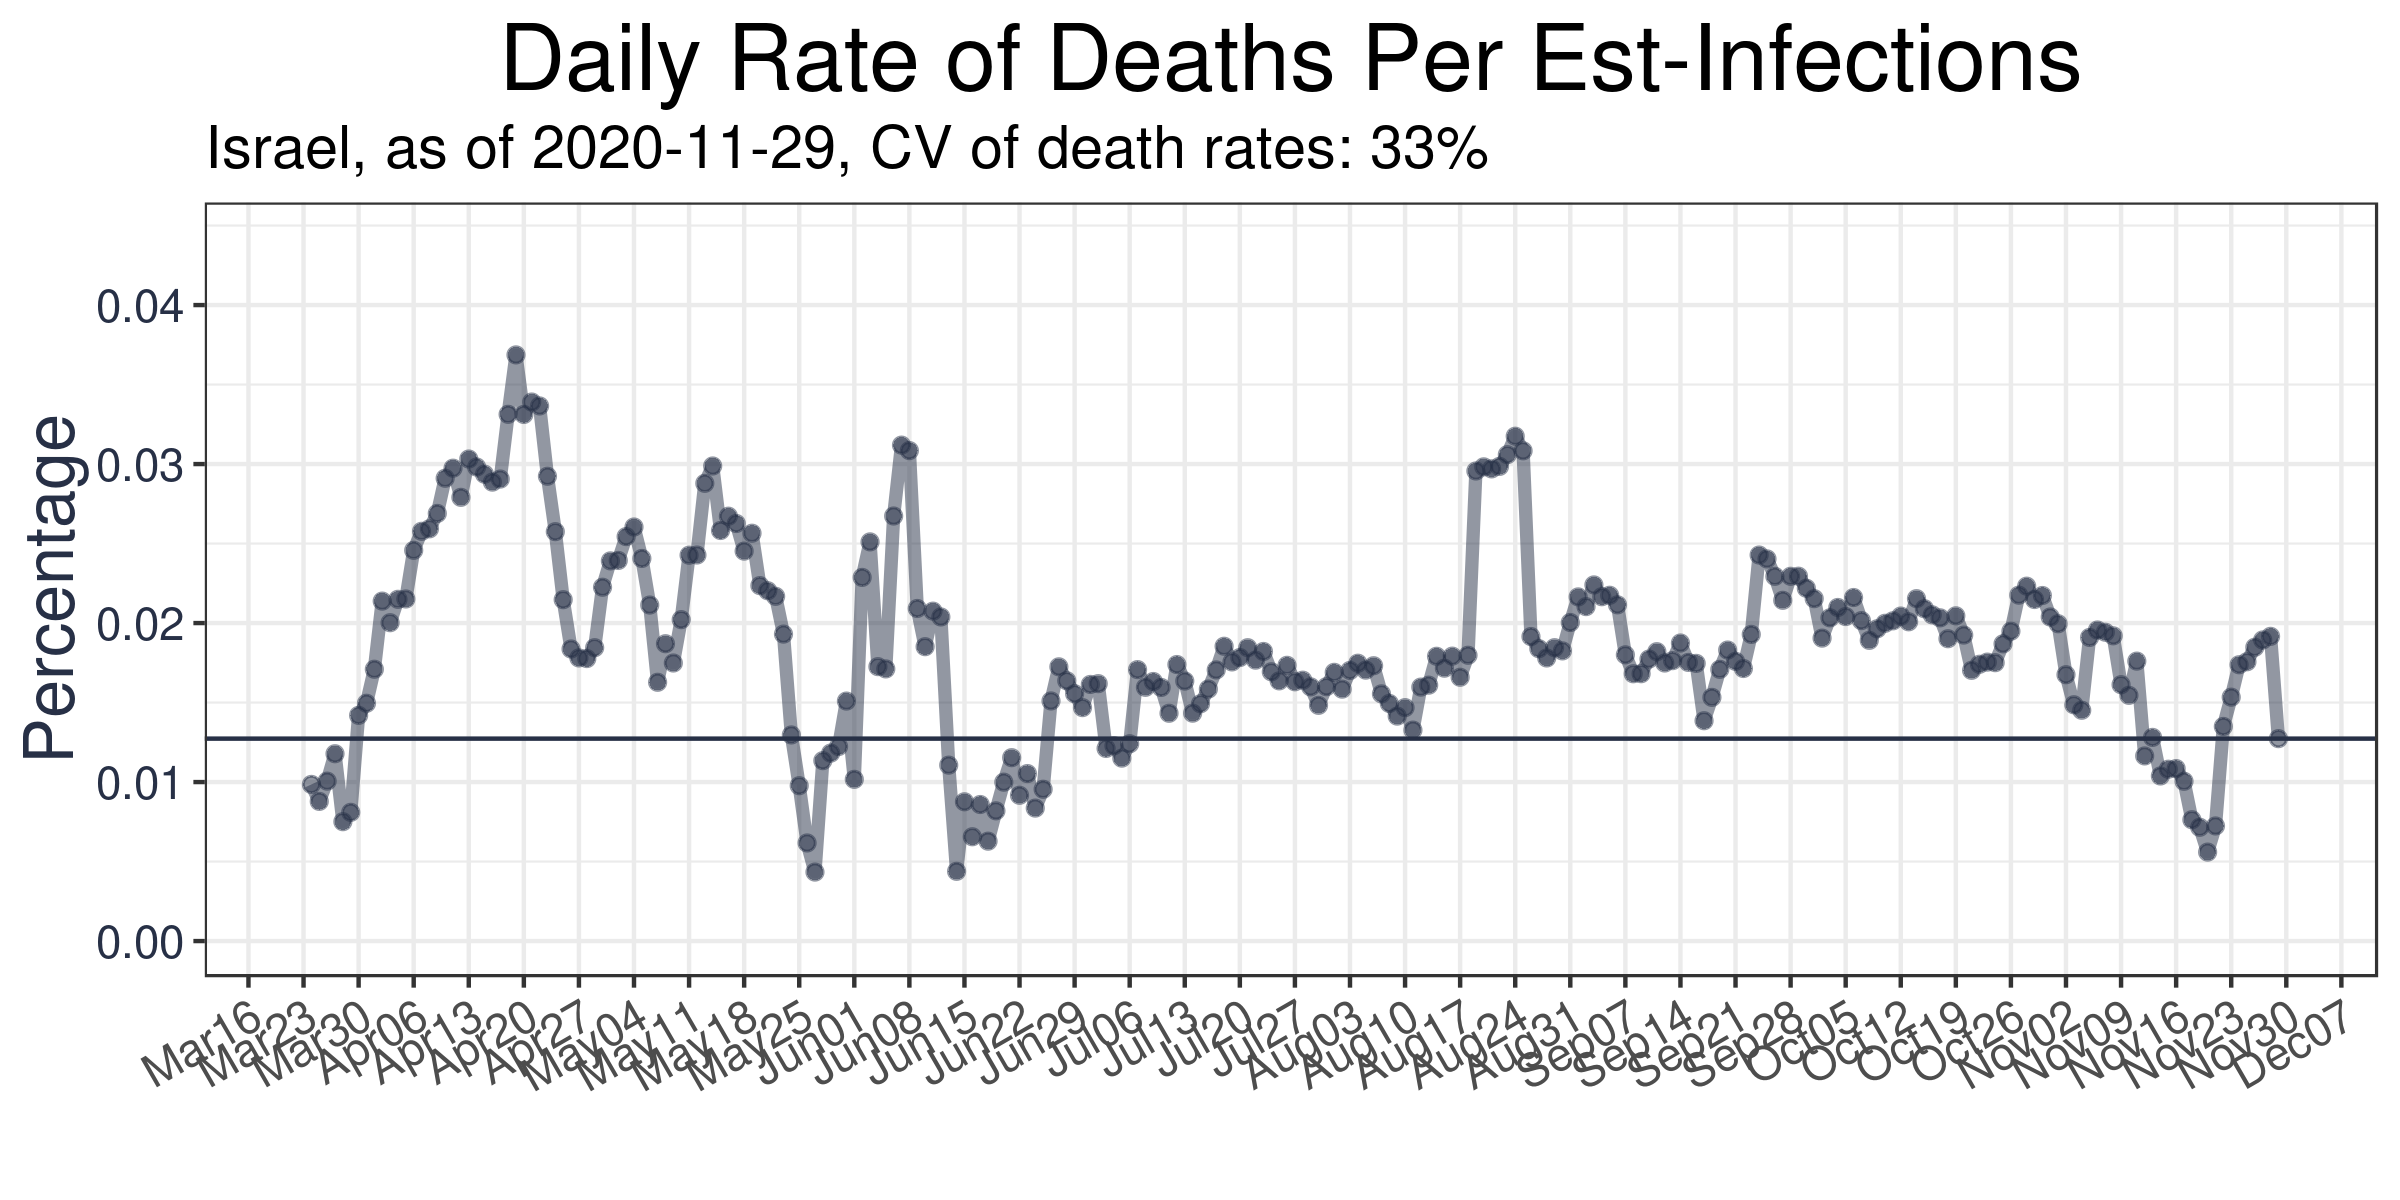 Daily Rate of Deaths Per Est-Infections
Israel, as of 2020-11-29, CV of death rates: 33%
Percentage
0.04
0.03
0.02
0.01
0.00
Mar16
Mar23
Mar30
Apr06
Apr13
Apr20
Apr27
May04
May11
May18
May25
Jun01
Jun08
Jun15
Jun22
Jun29
Jul06
Jul13
Jul20
Jul27
Aug03
Aug10
Aug17
Aug24
Aug31
Sep07
Sep14
Sep21
Sep28
Oct05
Oct12
Oct19
Oct26
Nov02
Nov09
Nov16
Nov23
Nov30
Dec07